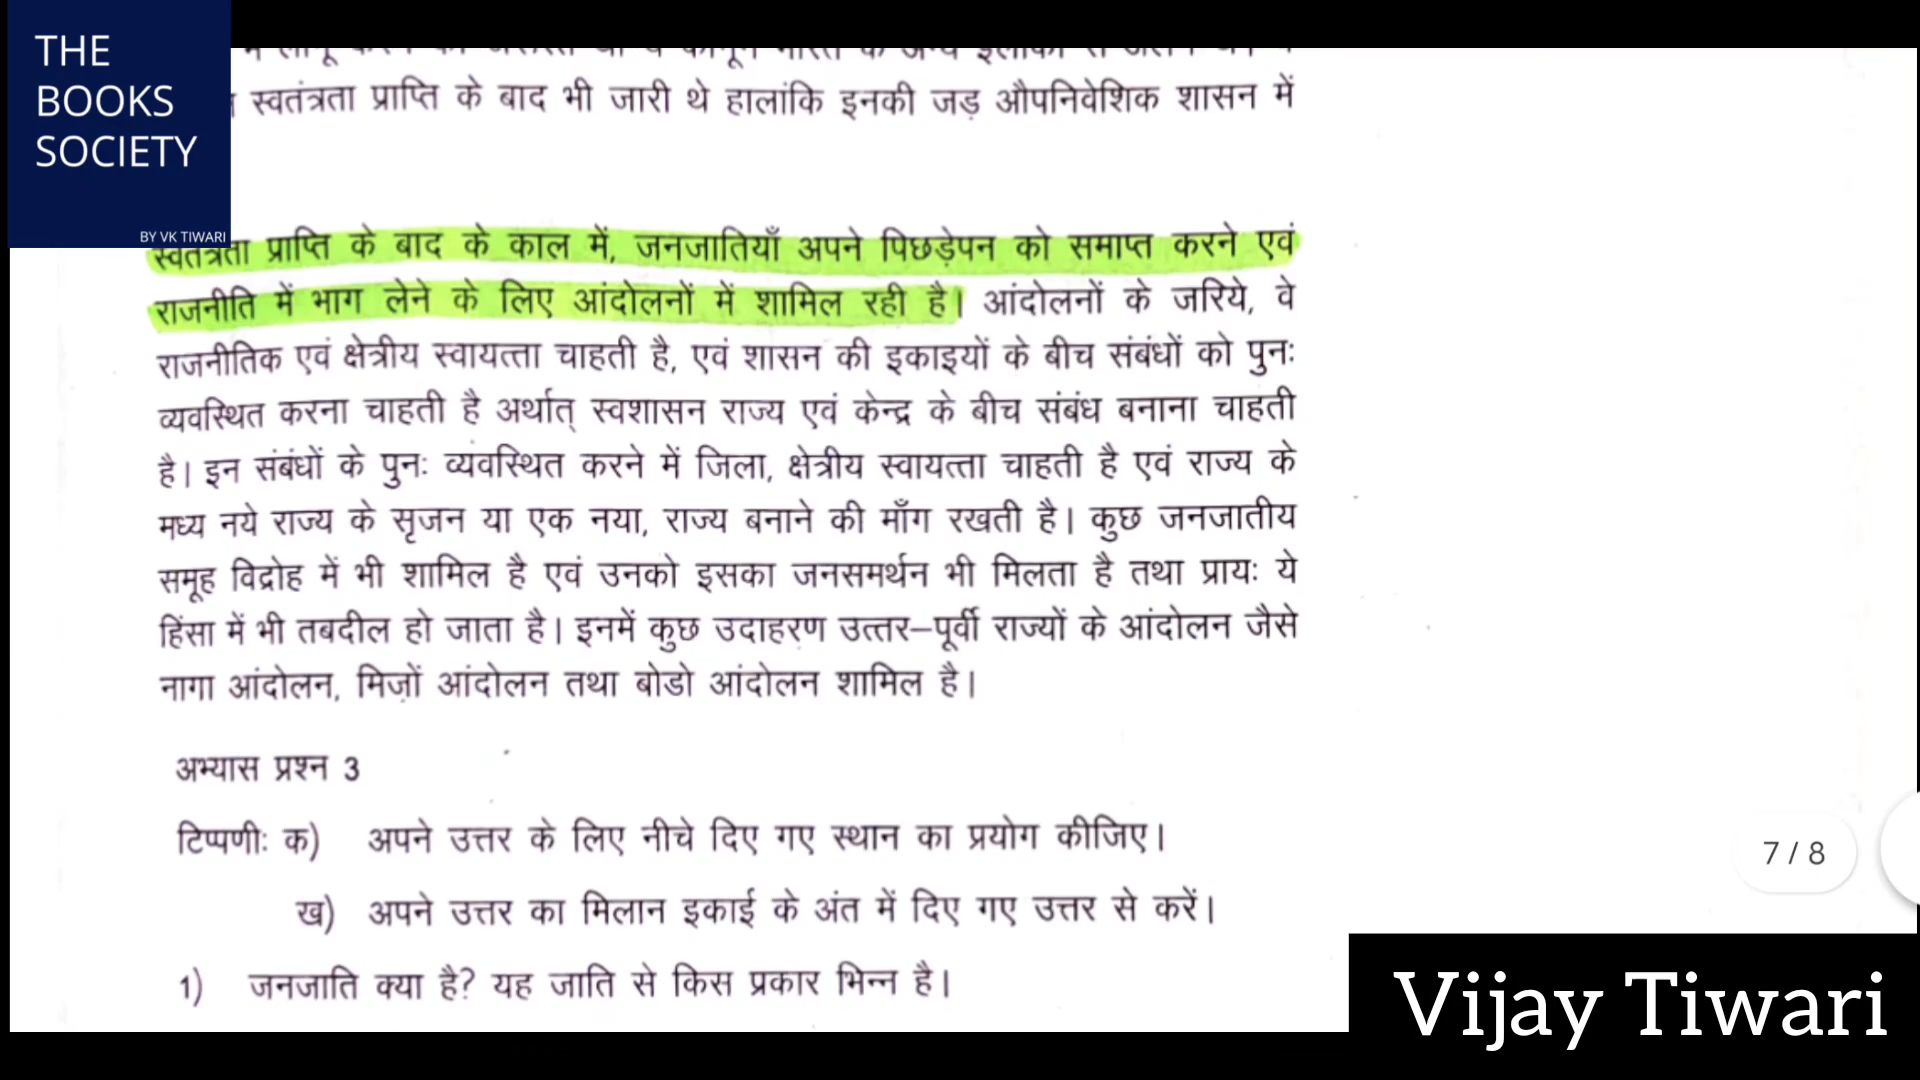 THE
BOOKS
SOCIETY
BY VK TIWARI
स्वतंत्रता प्राप्ति के बाद भी जारी थे हालांकि इनकी जड़ औपनिवेशिक शासन में
स्वतंत्रता प्राप्ति के बाद के काल में, जनजातियाँ अपने पिछड़ेपन को समाप्त करने एवं
राजनीति में भाग लेने के लिए आंदोलनों में शामिल रही है। आंदोलनों के जरिये, वे
राजनीतिक एवं क्षेत्रीय स्वायत्ता चाहती है, एवं शासन की इकाइयों के बीच संबंधों को पुनः
व्यवस्थित करना चाहती है अर्थात् स्वशासन राज्य एवं केन्द्र के बीच संबंध बनाना चाहती
है। इन संबंधों के पुनः व्यवस्थित करने में जिला, क्षेत्रीय स्वायत्ता चाहती है एवं राज्य के
मध्य नये राज्य के सृजन या एक नया, राज्य बनाने की माँग रखती है। कुछ जनजातीय
समूह विद्रोह में भी शामिल है एवं उनको इसका जनसमर्थन भी मिलता है तथा प्रायः ये
हिंसा में भी तबदील हो जाता है। इनमें कुछ उदाहरण उत्तर–पूर्वी राज्यों के आंदोलन जैसे
नागा आंदोलन, मिज़ों आंदोलन तथा बोडो आंदोलन शामिल है।
अभ्यास प्रश्न 3
टिप्पणीः क) अपने उत्तर के लिए नीचे दिए गए स्थान का प्रयोग कीजिए।
ख) अपने उत्तर का मिलान इकाई के अंत में दिए गए उत्तर से करें।
1) जनजाति क्या है? यह जाति से किस प्रकार भिन्न है।
7 / 8
Vijay Tiwari